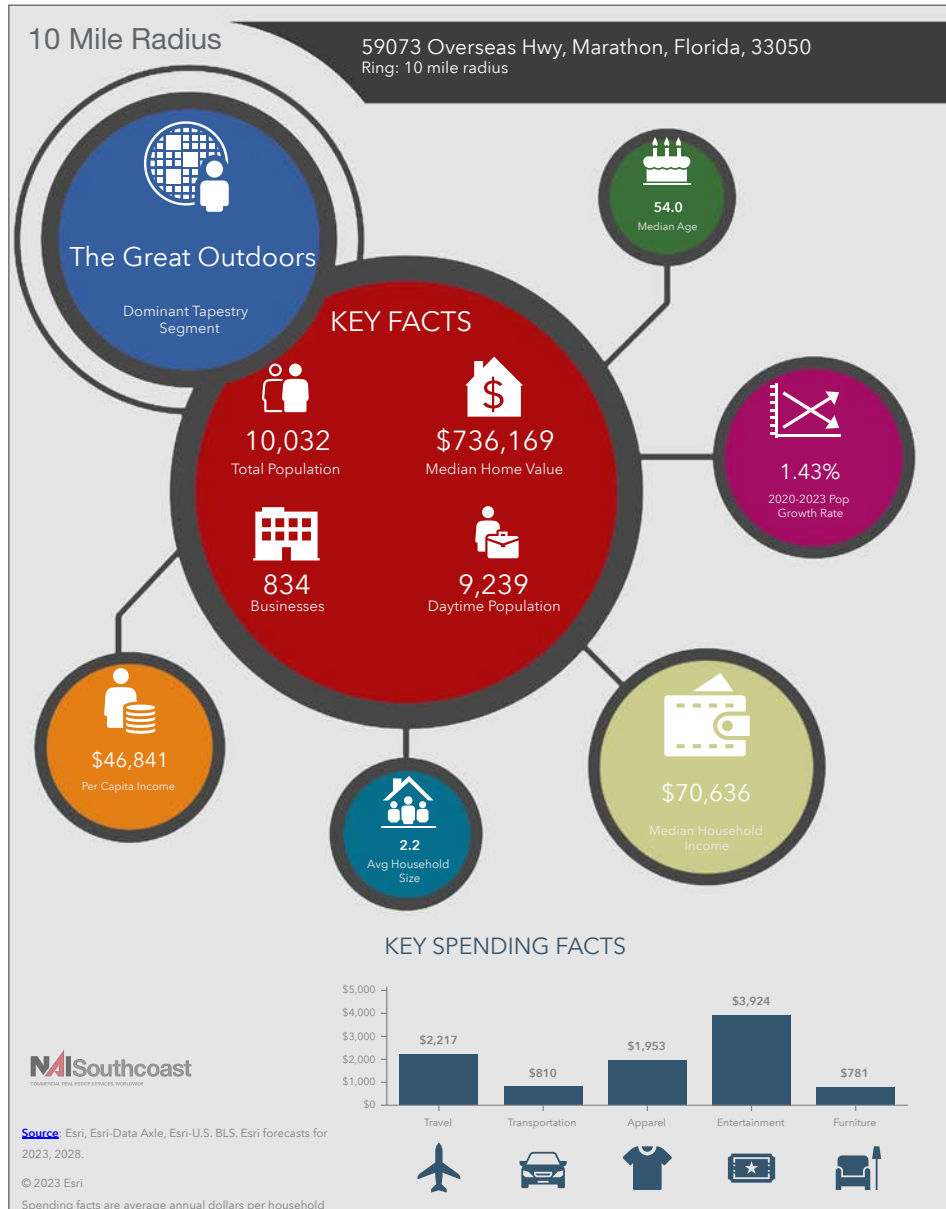 10 Mile Radius
59073 Overseas Hwy, Marathon, Florida, 33050
Ring: 10 mile radius
The Great Outdoors
Dominant Tapestry
Segment
54.0
Median Age
KEY FACTS
10,032
Total Population
$736,169
Median Home Value
834
Businesses
9,239
Daytime Population
1.43%
2020-2023 Pop
Growth Rate
$46,841
Per Capita Income
2.2
Avg Household
Size
$70,636
Median Household
Income
KEY SPENDING FACTS
$5,000
$4,000
$3,000
$2,000
$1,000
$0
$2,217
$810
$1,953
$3,924
$781
Travel
Transportation
Apparel
Entertainment
Furniture
NAISouthcoast
COMMERCIAL REAL ESTATE SERVICES, WORLDWIDE
Source: Esri, Esri-Data Axle, Esri-U.S. BLS. Esri forecasts for
2023, 2028.
© 2023 Esri
Spending facts are average annual dollars per household